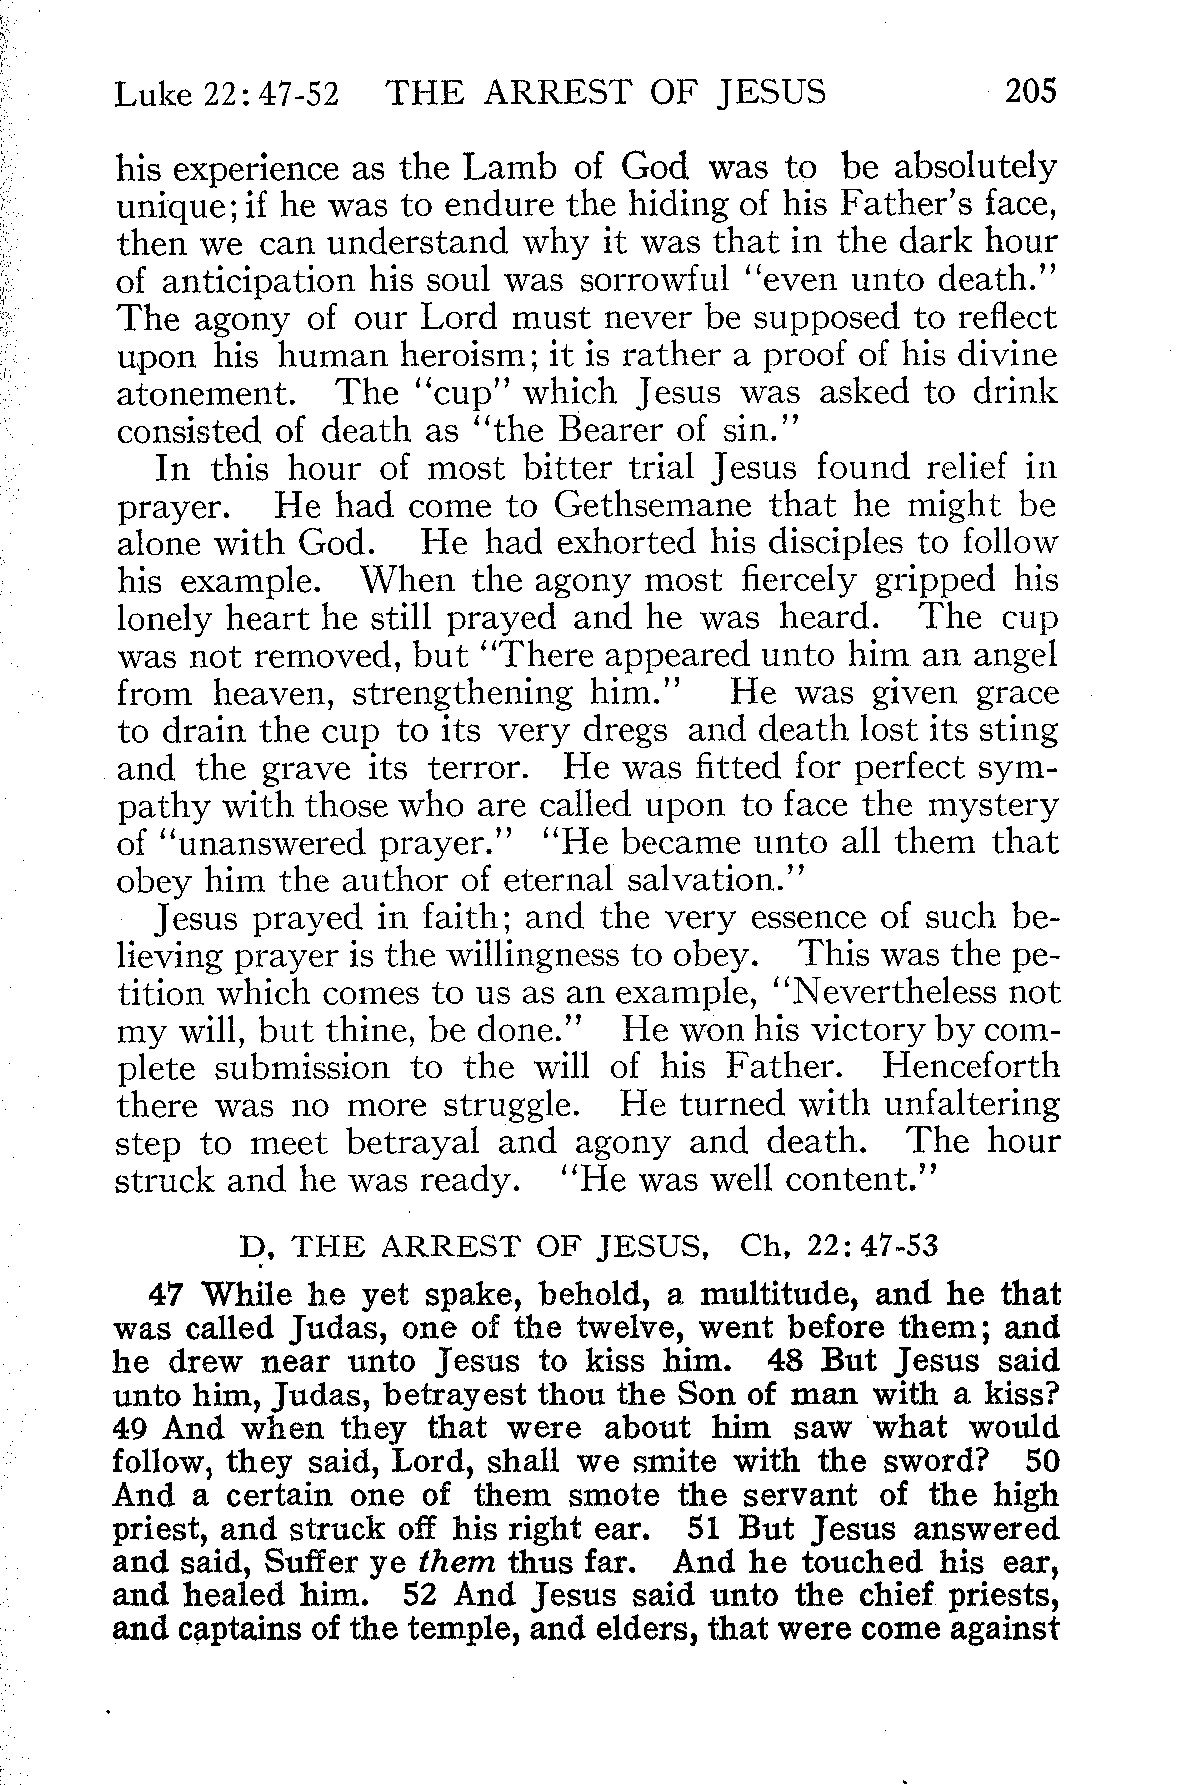 Luke 22: 47-52 THE ARREST OF JESUS 205
his experience as the Lamb of God was to be absolutely
unique; if he was to endure the hiding of his Father's face,
then we can understand why it was that in the dark hour
of anticipation his soul was sorrowful "even unto death."
The agony of our Lord must never be supposed to reflect
upon his human heroism; it is rather a proof of his divine
atonement. The "cup" which Jesus was asked to drink
consisted of death as "the Bearer of sin."
In this hour of most bitter trial Jesus found relief in
prayer. He had come to Gethsemane that he might be
alone with God. He had exhorted his disciples to follow
his example. When the agony most fiercely gripped his
lonely heart he still prayed and he was heard. The cup
was not removed, but "There appeared unto him an angel
from heaven, strengthening him." He was given grace
to drain the cup to its very dregs and death lost its sting
and the grave its terror. He was fitted for perfect sym-
pathy with those who are called upon to face the mystery
of "unanswered prayer." "He became unto all them that
obey him the author of eternal salvation."
Jesus prayed in faith; and the very essence of such be-
lieving prayer is the willingness to obey. This was the pe-
tition which comes to us as an example, "Nevertheless not
my will, but thine, be done." He won his victory by com-
plete submission to the will of his Father. Henceforth
there was no more struggle. He turned with unfaltering
step to meet betrayal and agony and death. The hour
struck and he was ready. "He was well content."
D. THE ARREST OF JESUS, Ch. 22: 47-53
47 While he yet spake, behold, a multitude, and he that
was called Judas, one of the twelve, went before them; and
he drew near unto Jesus to kiss him. 48 But Jesus said
unto him, Judas, betrayest thou the Son of man with a kiss?
49 And when they that were about him saw what would
follow, they said, Lord, shall we smite with the sword? 50
And a certain one of them smote the servant of the high
priest, and struck off his right ear. 51 But Jesus answered
and said, Suffer ye them thus far. And he touched his ear,
and healed him. 52 And Jesus said unto the chief priests,
and captains of the temple, and elders, that were come against